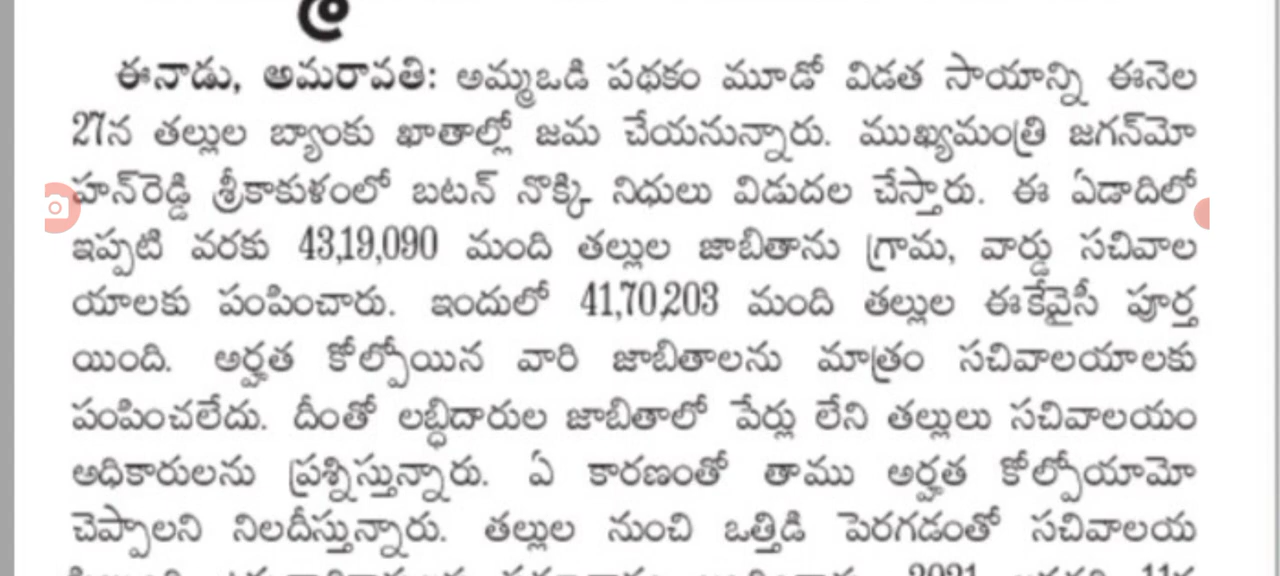 ఈనాడు, అమరావతి: అమ్మఒడి పథకం మూడో విడత సాయాన్ని ఈనెల
27న తల్లుల బ్యాంకు ఖాతాల్లో జమ చేయనున్నారు. ముఖ్యమంత్రి జగన్‌మో
హన్‌రెడ్డి శ్రీకాకుళంలో బటన్ నొక్కి నిధులు విడుదల చేస్తారు. ఈ ఏడాదిలో
ఇప్పటి వరకు 43,19,090 మంది తల్లుల జాబితాను గ్రామ, వార్డు సచివాల
యాలకు పంపించారు. ఇందులో 41,70,203 మంది తల్లుల ఈకేవైసీ పూర్త
యింది. అర్హత కోల్పోయిన వారి జాబితాలను మాత్రం సచివాలయాలకు
పంపించలేదు. దీంతో లబ్ధిదారుల జాబితాలో పేర్లు లేని తల్లులు సచివాలయం
అధికారులను ప్రశ్నిస్తున్నారు. ఏ కారణంతో తాము అర్హత కోల్పోయామో
చెప్పాలని నిలదీస్తున్నారు. తల్లుల నుంచి ఒత్తిడి పెరగడంతో సచివాలయ